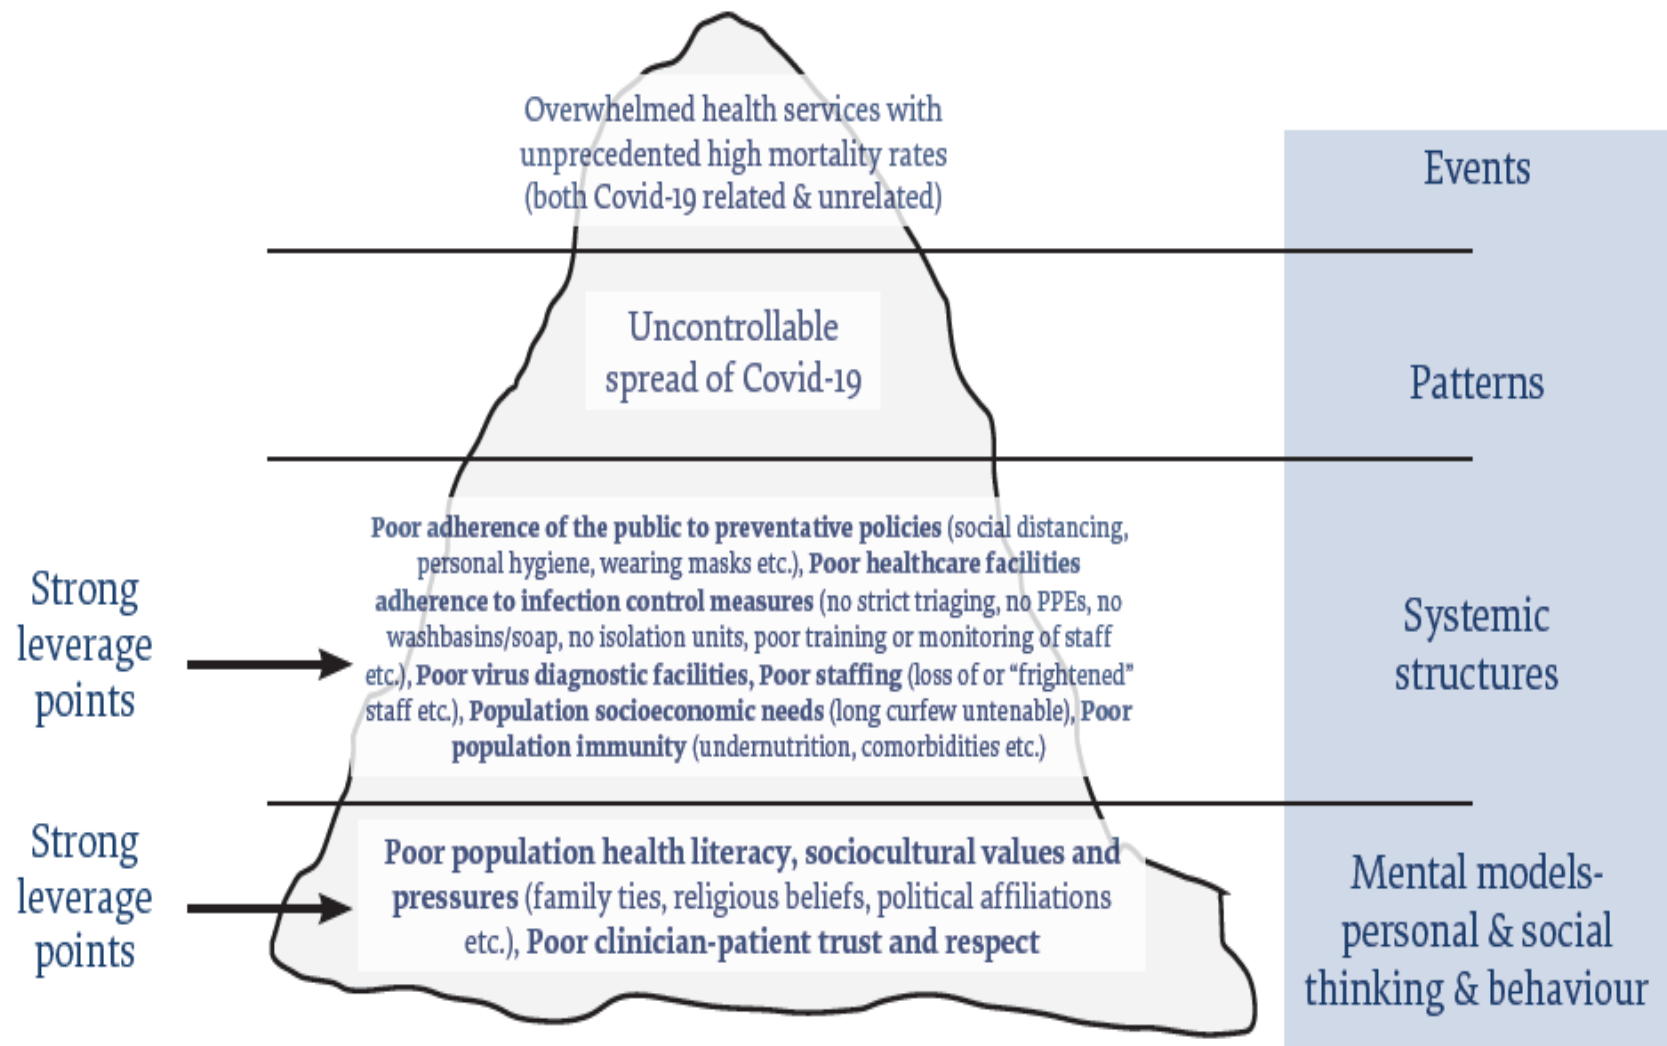 Overwhelmed health services with
unprecedented high mortality rates
(both Covid-19 related & unrelated)
Events
Uncontrollable
spread of Covid-19
Patterns
Strong
leverage
points
Poor adherence of the public to preventative policies (social distancing,
personal hygiene, wearing masks etc.), Poor healthcare facilities
adherence to infection control measures (no strict triaging, no PPEs, no
washbasins/soap, no isolation units, poor training or monitoring of staff
etc.), Poor virus diagnostic facilities, Poor staffing (loss of or “frightened”
staff etc.), Population socioeconomic needs (long curfew untenable), Poor
population immunity (undernutrition, comorbidities etc.)
Systemic
structures
Strong
leverage
points
Poor population health literacy, sociocultural values and
pressures (family ties, religious beliefs, political affiliations
etc.), Poor clinician-patient trust and respect
Mental models-
personal & social
thinking & behaviour